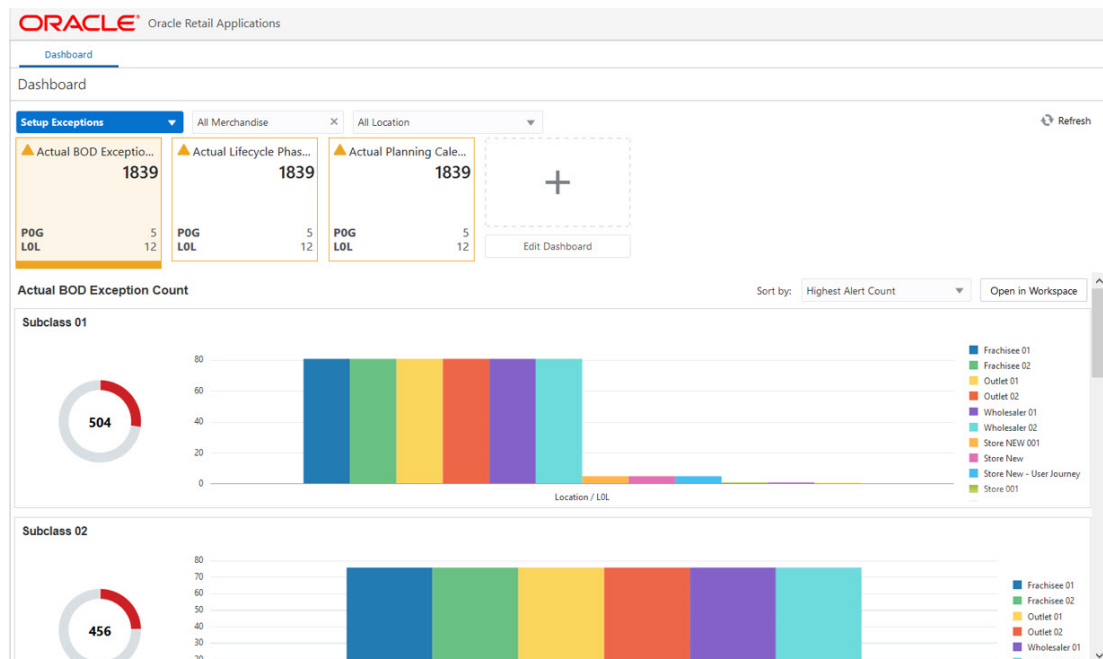 ORACLE® Oracle Retail Applications
Dashboard
Dashboard
Setup Exceptions All Merchandise × All Location Refresh
Actual BOD Exceptio... Actual Lifecycle Phas... Actual Planning Cale...
1839 1839 1839
P0G 5 P0G 5 P0G 5
L0L 12 L0L 12 L0L 12
Edit Dashboard
Actual BOD Exception Count Sort by: Highest Alert Count Open in Workspace
Subclass 01
504
80
60
40
20
0
Location / L0L
Frachisee 01
Frachisee 02
Outlet 01
Outlet 02
Wholesaler 01
Wholesaler 02
Store NEW 001
Store New
Store New - User Journey
Store 001
Subclass 02
456
80
70
60
50
40
30
20
Frachisee 01
Frachisee 02
Outlet 01
Outlet 02
Wholesaler 01